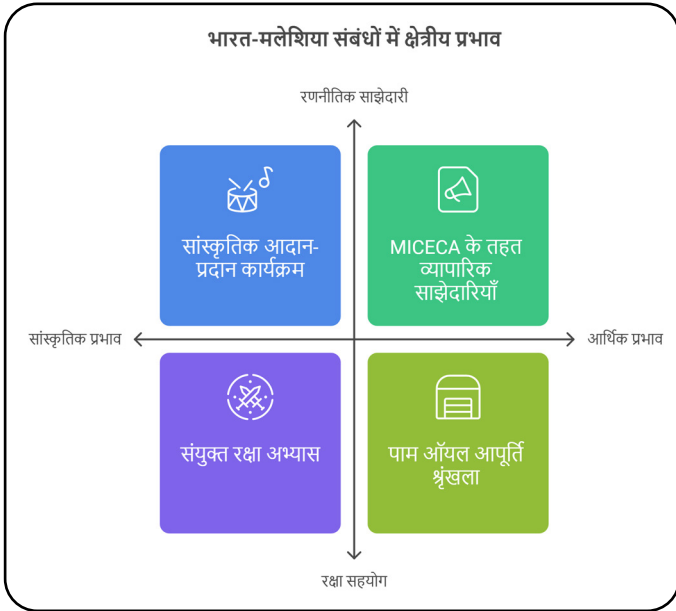 भारत-मलेशिया संबंधों में क्षेत्रीय प्रभाव
रणनीतिक साझेदारी
सांस्कृतिक आदान-
प्रदान कार्यक्रम
MICECA के तहत
व्यापारिक
साझेदारियाँ
सांस्कृतिक प्रभाव
आर्थिक प्रभाव
संयुक्त रक्षा अभ्यास
पाम ऑयल आपूर्ति
श्रृंखला
रक्षा सहयोग